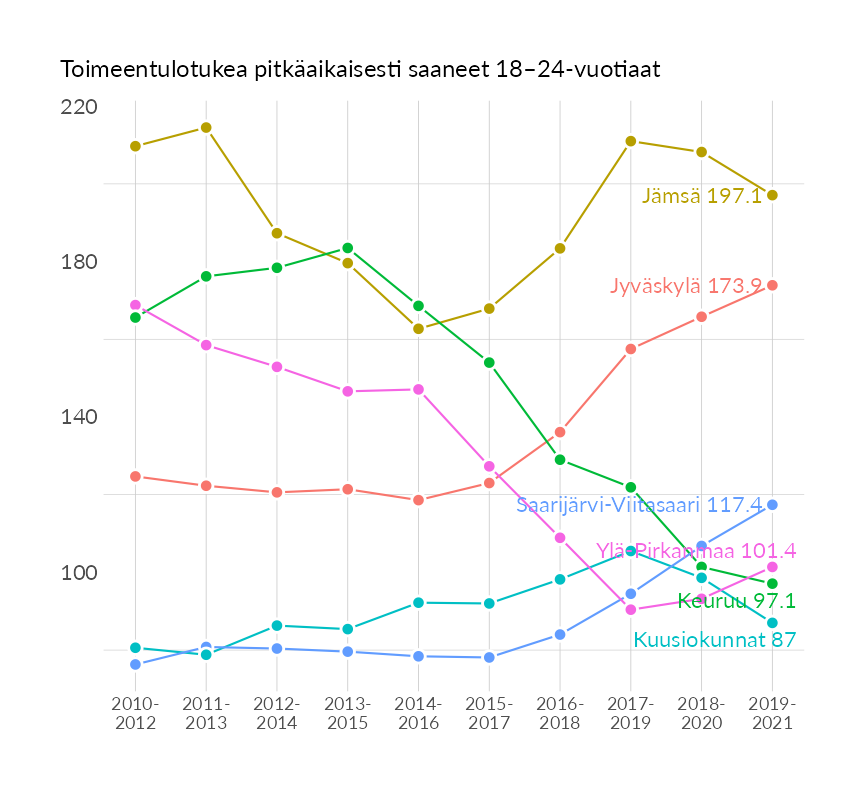 Toimeentulotukea pitkäaikaisesti saaneet 18–24-vuotiaat
220
Jämsä 197.1
180
Jyväskylä 173.9
140
Saarijärvi-Viitasaari 117.4
Ylä-Pirkanmaa 101.4
100
Keuruu 97.1
Kuusiokunnat 87
2010- 2011- 2012- 2013- 2014- 2015- 2016- 2017- 2018- 2019-
2012 2013 2014 2015 2016 2017 2018 2019 2020 2021